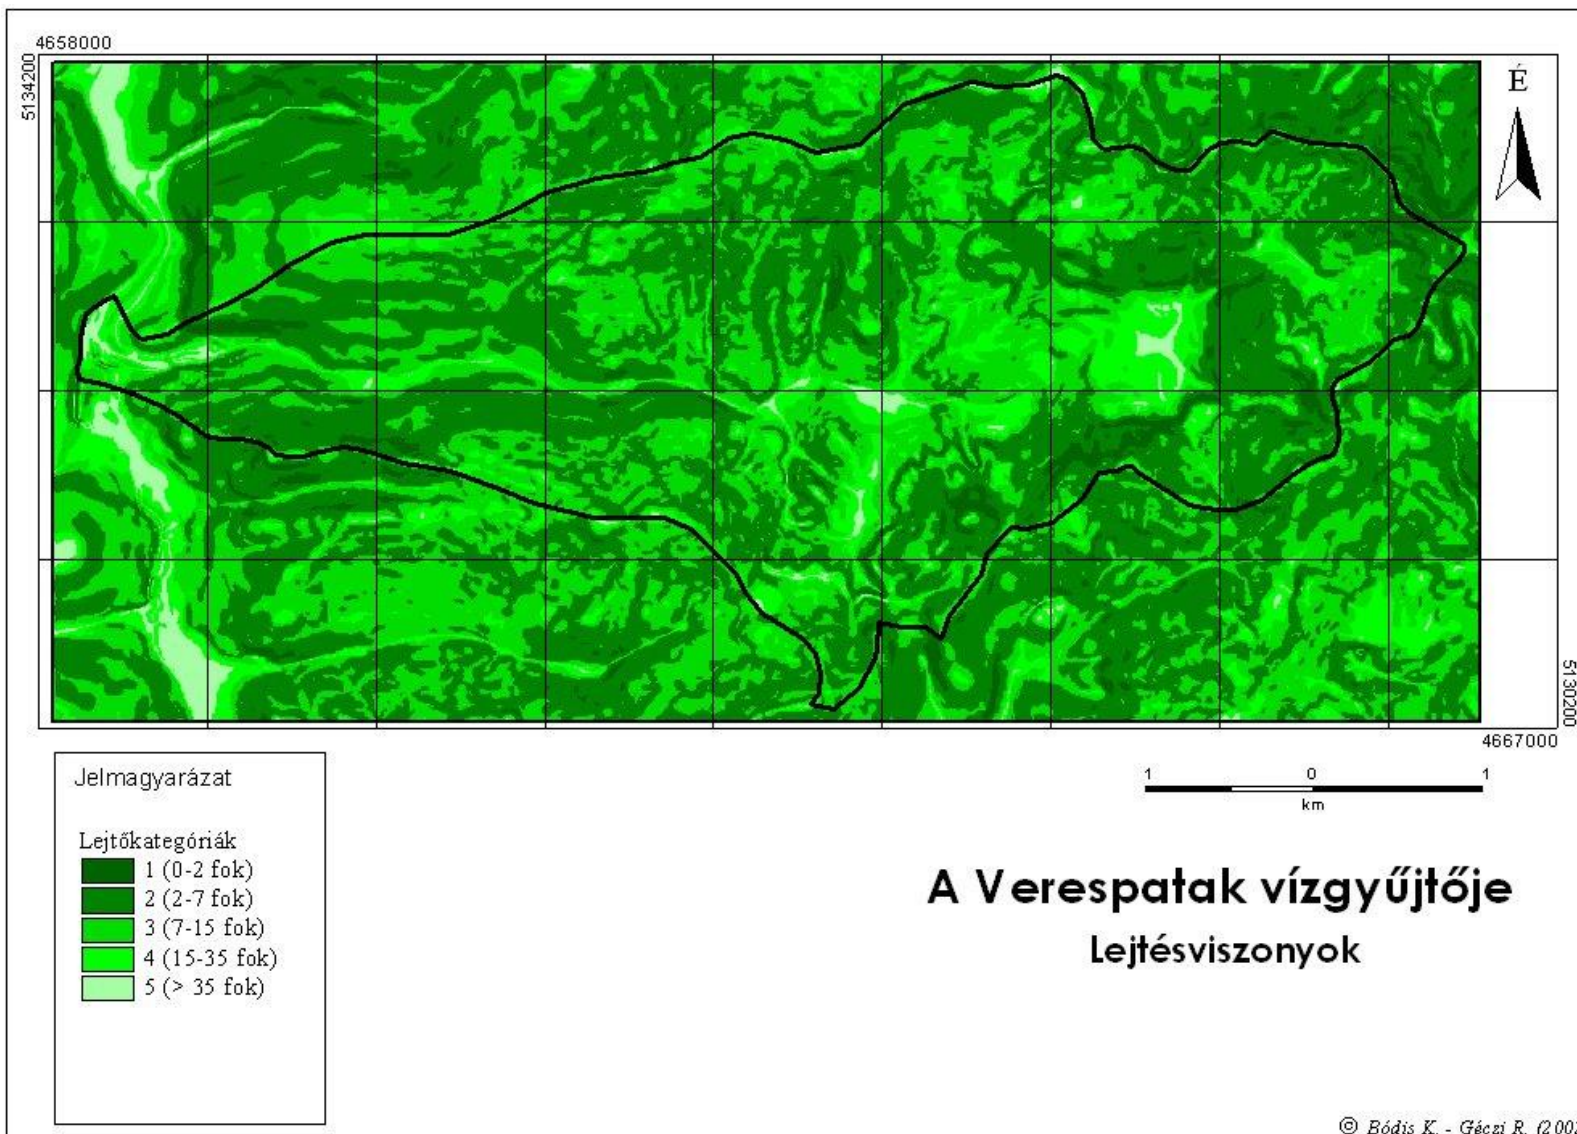 4658000
5134200
É
5130200
4667000
Jelmagyarázat
Lejtőkategóriák
1 (0-2 fok)
2 (2-7 fok)
3 (7-15 fok)
4 (15-35 fok)
5 (> 35 fok)
1 0 1
km
A Verespatak vízgyűjtője
Lejtésviszonyok
© Bódis K. - Géczi R. (2002